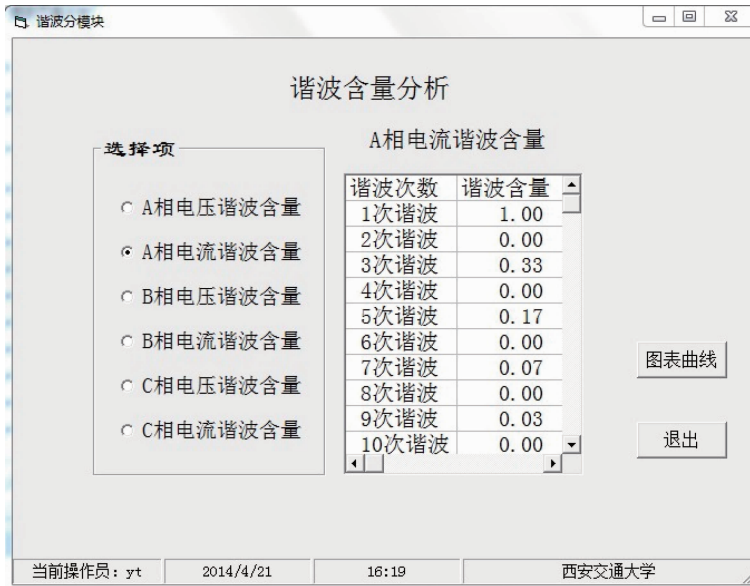 谐波分模块
谐波含量分析
选择项
A相电压谐波含量
A相电流谐波含量
B相电压谐波含量
B相电流谐波含量
C相电压谐波含量
C相电流谐波含量
A相电流谐波含量
谐波次数 谐波含量
1次谐波 1.00
2次谐波 0.00
3次谐波 0.33
4次谐波 0.00
5次谐波 0.17
6次谐波 0.00
7次谐波 0.07
8次谐波 0.00
9次谐波 0.03
10次谐波 0.00
图表曲线
退出
当前操作员: yt 2014/4/21 16:19 西安交通大学